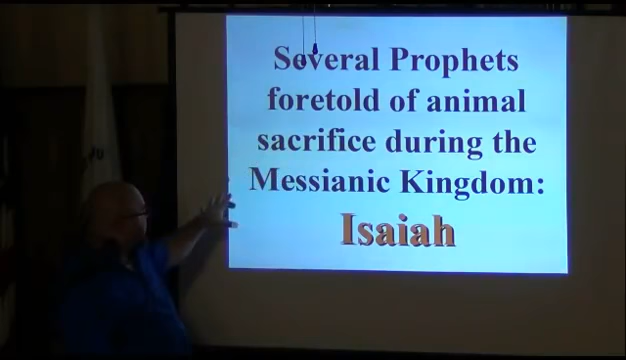 Several Prophets
foretold of animal
sacrifice during the
Messianic Kingdom:
Isaiah